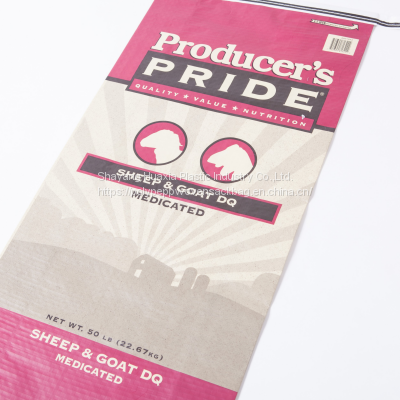 Producer's
PRIDE
QUALITY ★ VALUE ★ NUTRITION
SHEEP & GOAT DQ
MEDICATED
NET WT. 50 LB (22.67KG)
SHEEP & GOAT DQ
MEDICATED